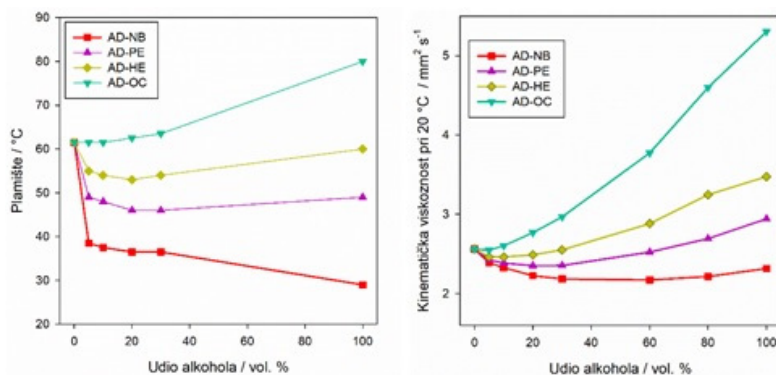 Plamište / °C
90
80
70
60
50
40
30
20
AD-NB
AD-PE
AD-HE
AD-OC
0 20 40 60 80 100
Udio alkohola / vol. %
Kinematička viskoznost pri 20 °C / mm² s⁻¹
5
4
3
2
AD-NB
AD-PE
AD-HE
AD-OC
0 20 40 60 80 100
Udio alkohola / vol. %